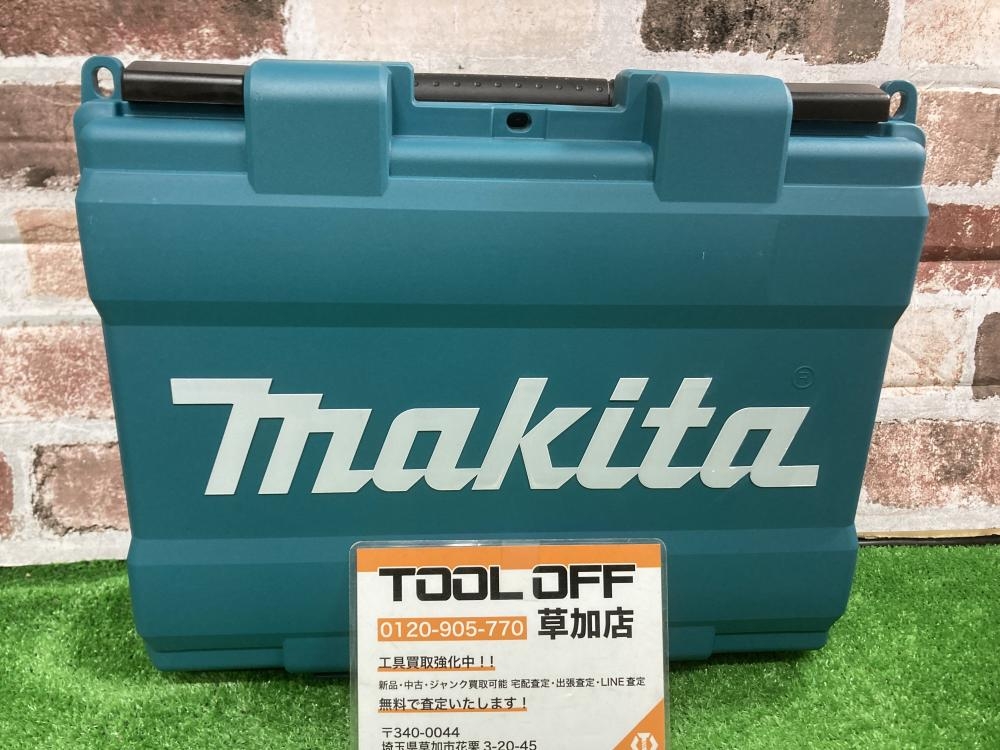 makita®
TOOL OFF
0120-905-770 草加店
工具買取強化中!!
新品・中古・ジャンク買取可能 宅配査定・出張査定・LINE査定
無料で査定いたします!
〒340-0044
埼玉県草加市花栗3-20-45